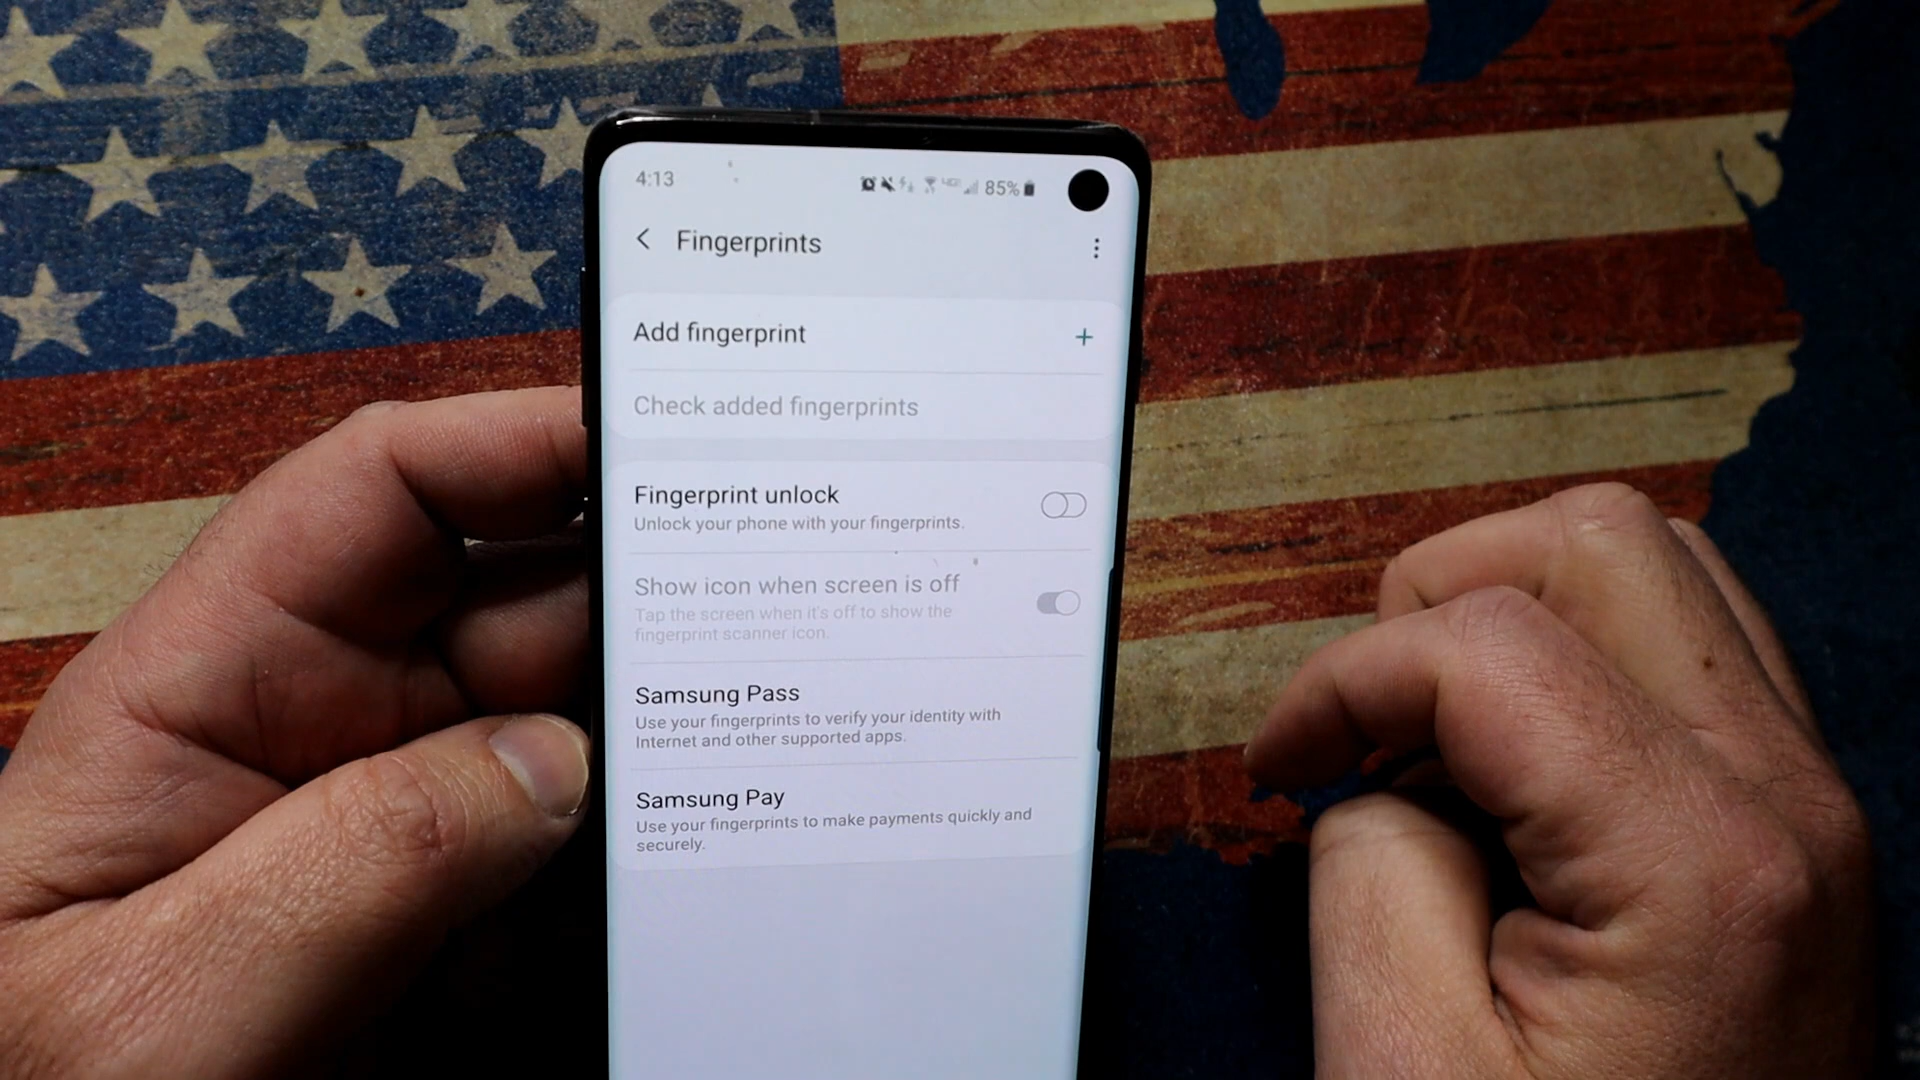 4:13
85%
Fingerprints
Add fingerprint
Check added fingerprints
Fingerprint unlock
Unlock your phone with your fingerprints.
Show icon when screen is off
Tap the screen when it's off to show the
fingerprint scanner icon.
Samsung Pass
Use your fingerprints to verify your identity with
Internet and other supported apps.
Samsung Pay
Use your fingerprints to make payments quickly and
securely.